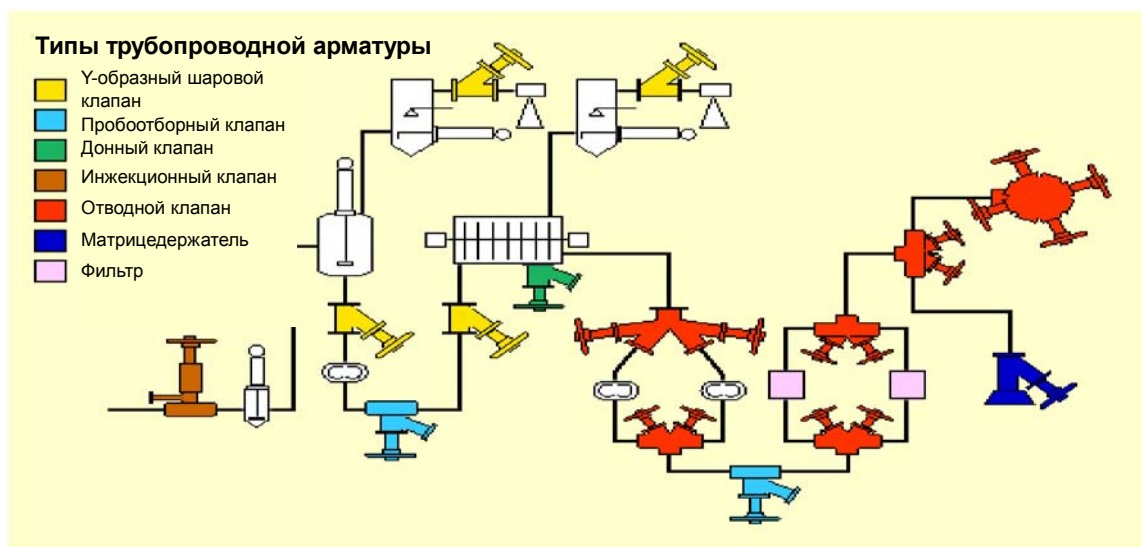 Типы трубопроводной арматуры
Y-образный шаровой
клапан
Пробоотборный клапан
Донный клапан
Инжекционный клапан
Отводной клапан
Матрицедержатель
Фильтр